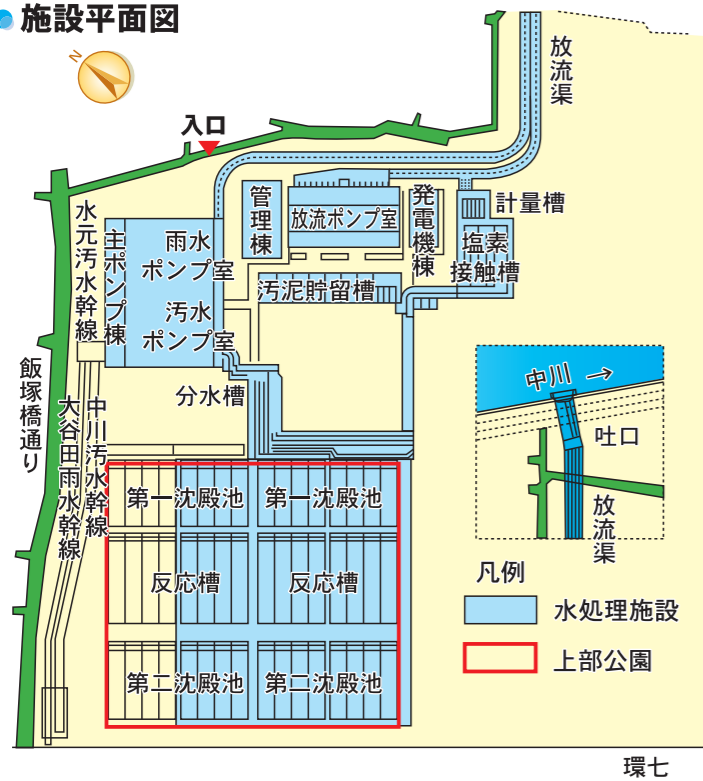 施設平面図
N
入口
放流渠
管理棟
放流ポンプ室
発電機棟
計量槽
塩素
接触槽
水元汚水幹線
主ポンプ棟
雨水
ポンプ室
汚水
ポンプ室
汚泥貯留槽
飯塚橋通り
大谷田雨水幹線
中川汚水幹線
分水槽
中川 →
吐口
放流渠
第一沈殿池
第一沈殿池
反応槽
反応槽
第二沈殿池
第二沈殿池
凡例
水処理施設
上部公園
環七